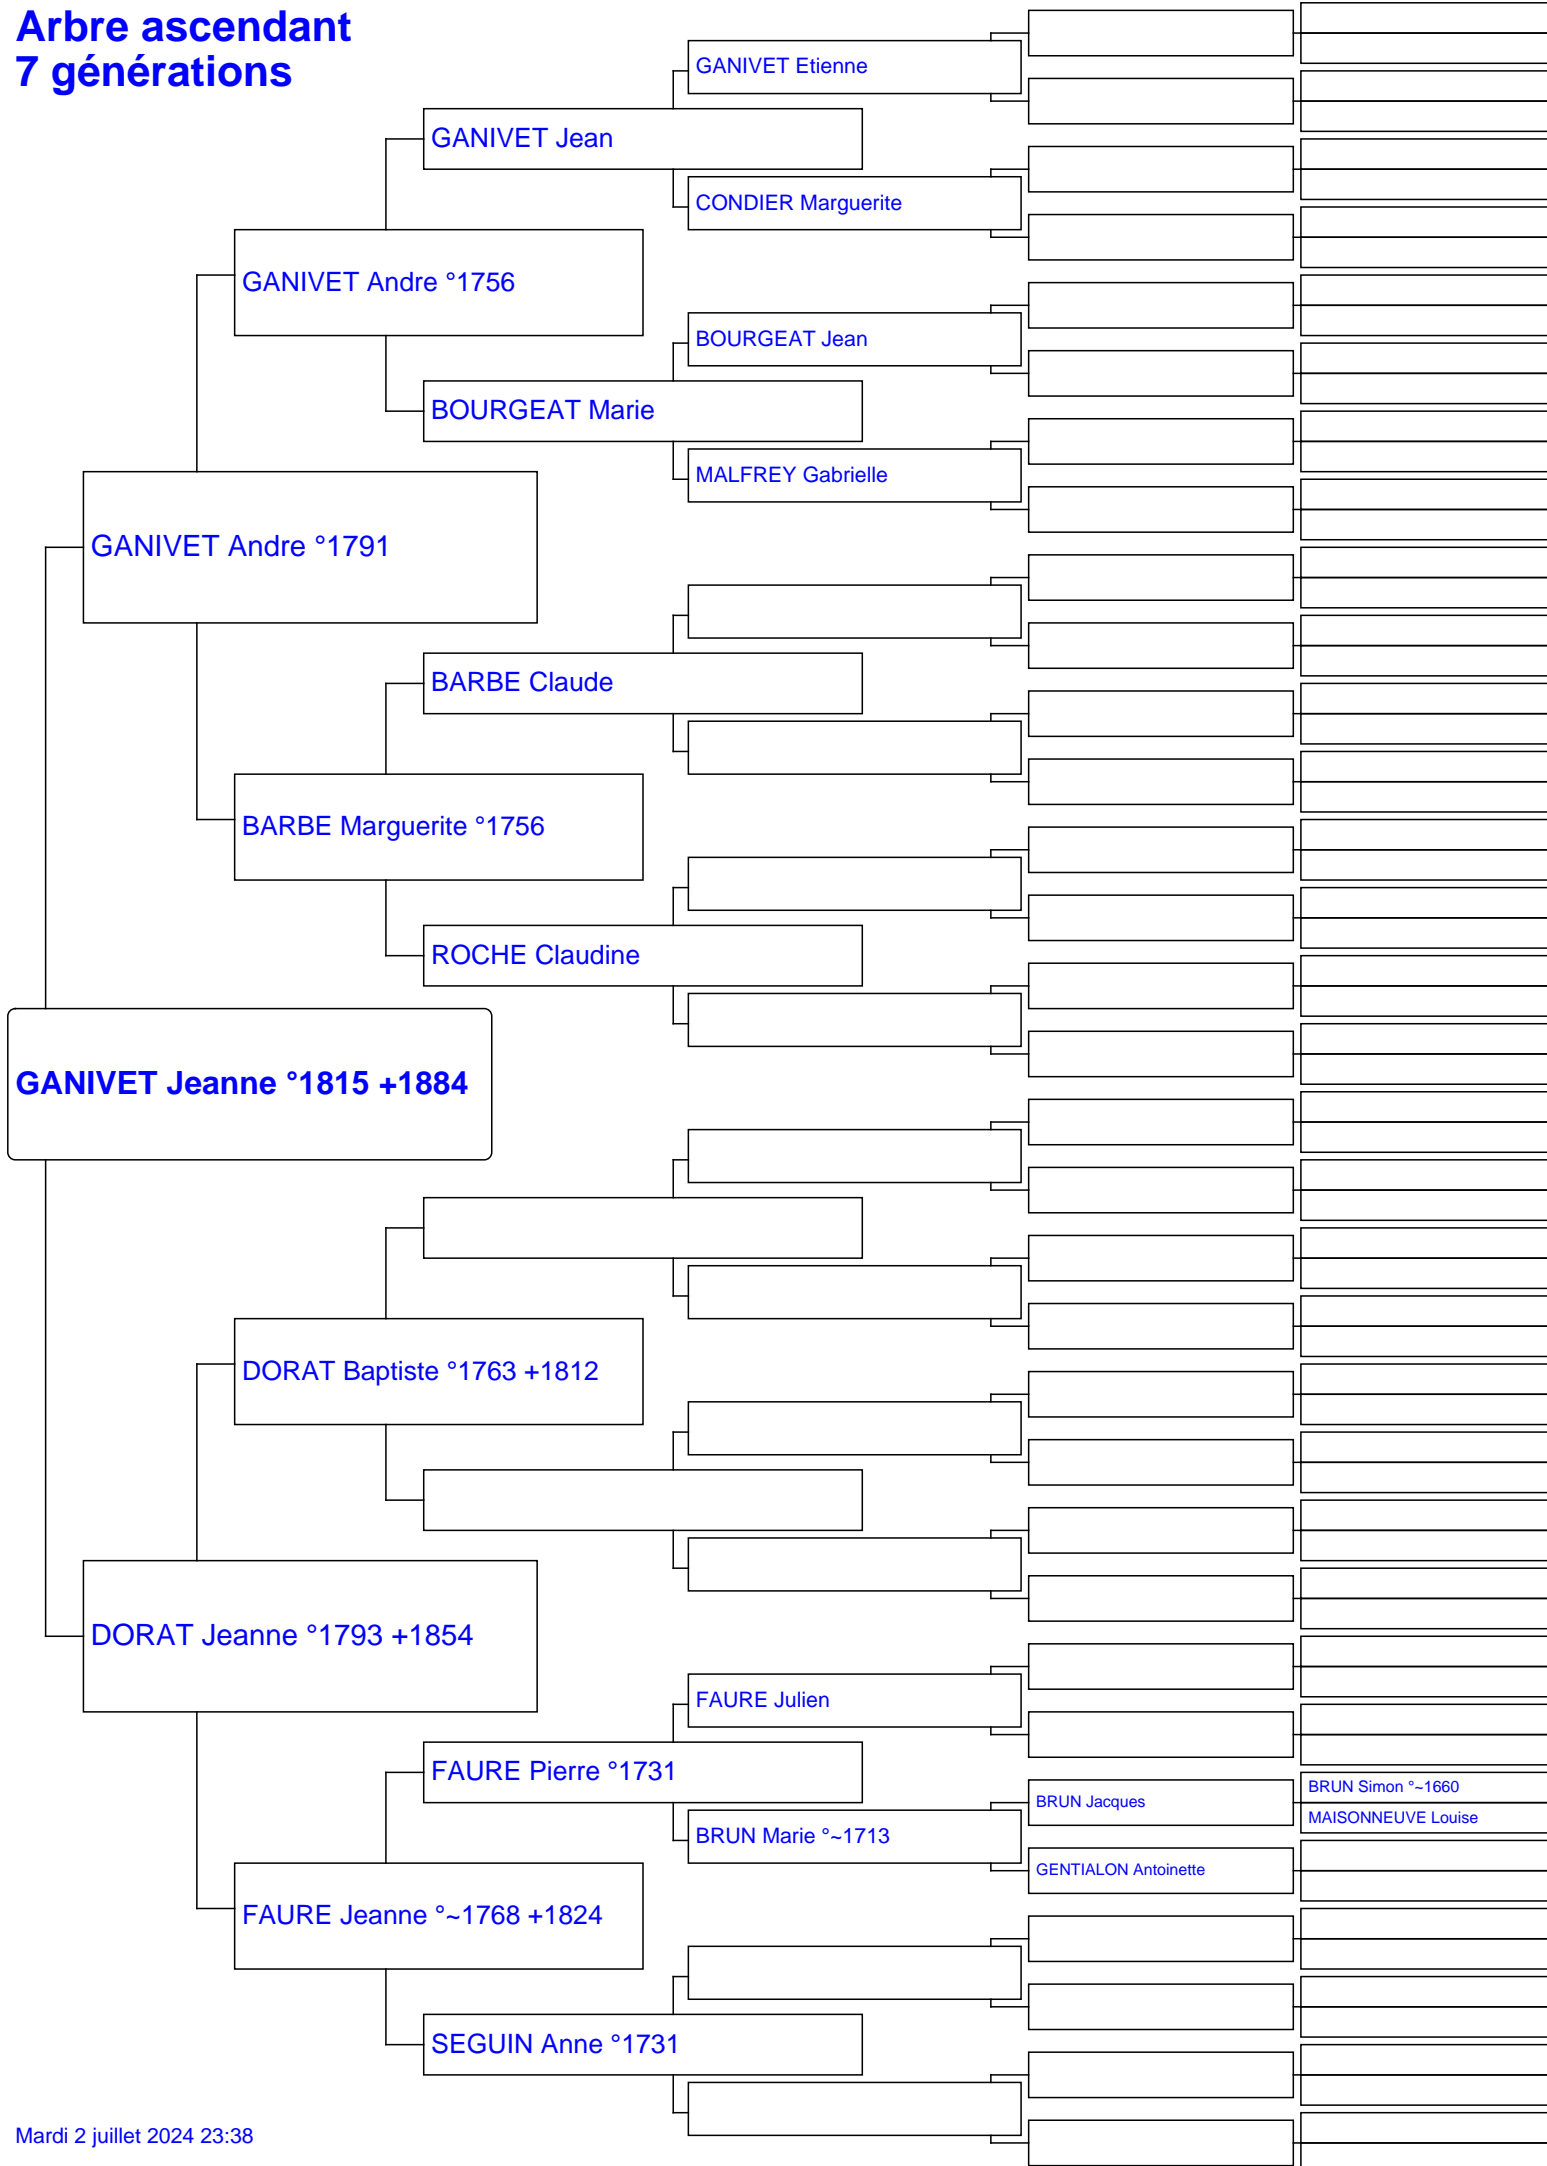 Arbre ascendant
7 générations
GANIVET Etienne
GANIVET Jean
CONDIER Marguerite
GANIVET Andre °1756
BOURGEAT Jean
BOURGEAT Marie
MALFREY Gabrielle
GANIVET Andre °1791
BARBE Claude
BARBE Marguerite °1756
ROCHE Claudine
GANIVET Jeanne °1815 +1884
DORAT Baptiste °1763 +1812
DORAT Jeanne °1793 +1854
FAURE Julien
FAURE Pierre °1731
BRUN Simon °~1660
BRUN Jacques
MAISONNEUVE Louise
BRUN Marie °~1713
GENTIALON Antoinette
FAURE Jeanne °~1768 +1824
SEGUIN Anne °1731
Mardi 2 juillet 2024 23:38